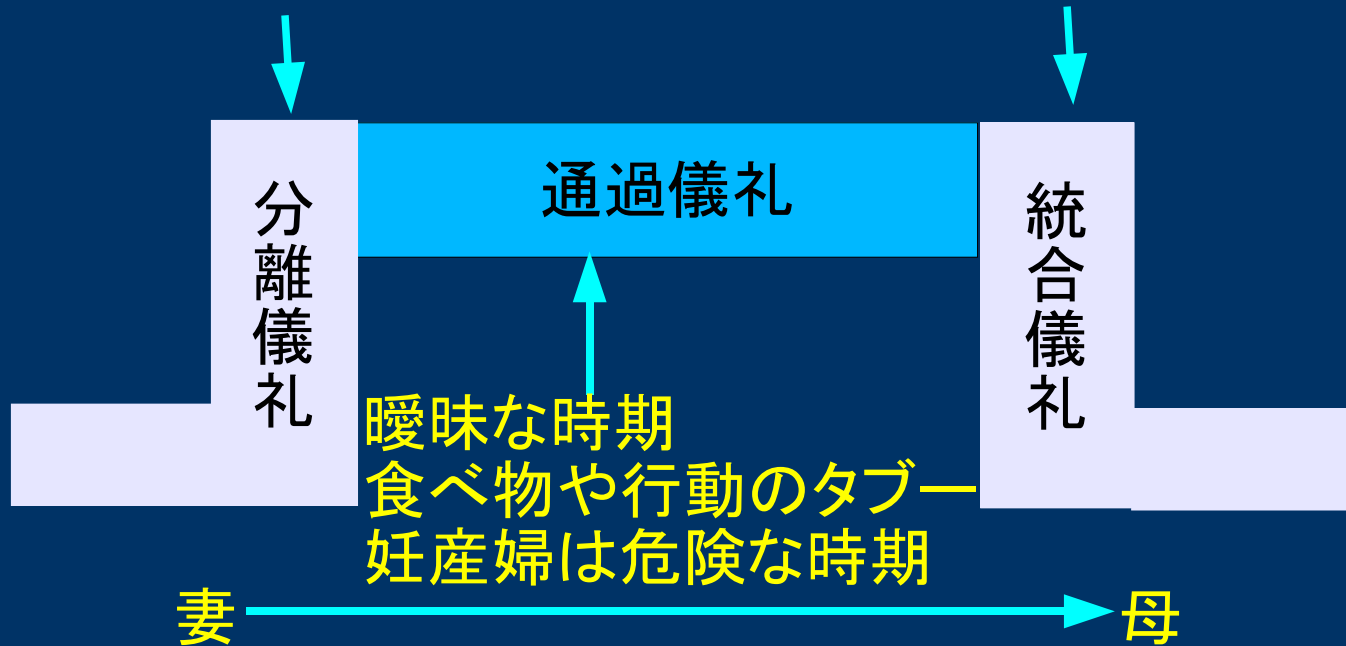 分離儀礼
通過儀礼
統合儀礼
曖昧な時期
食べ物や行動のタブー
妊産婦は危険な時期
妻
母